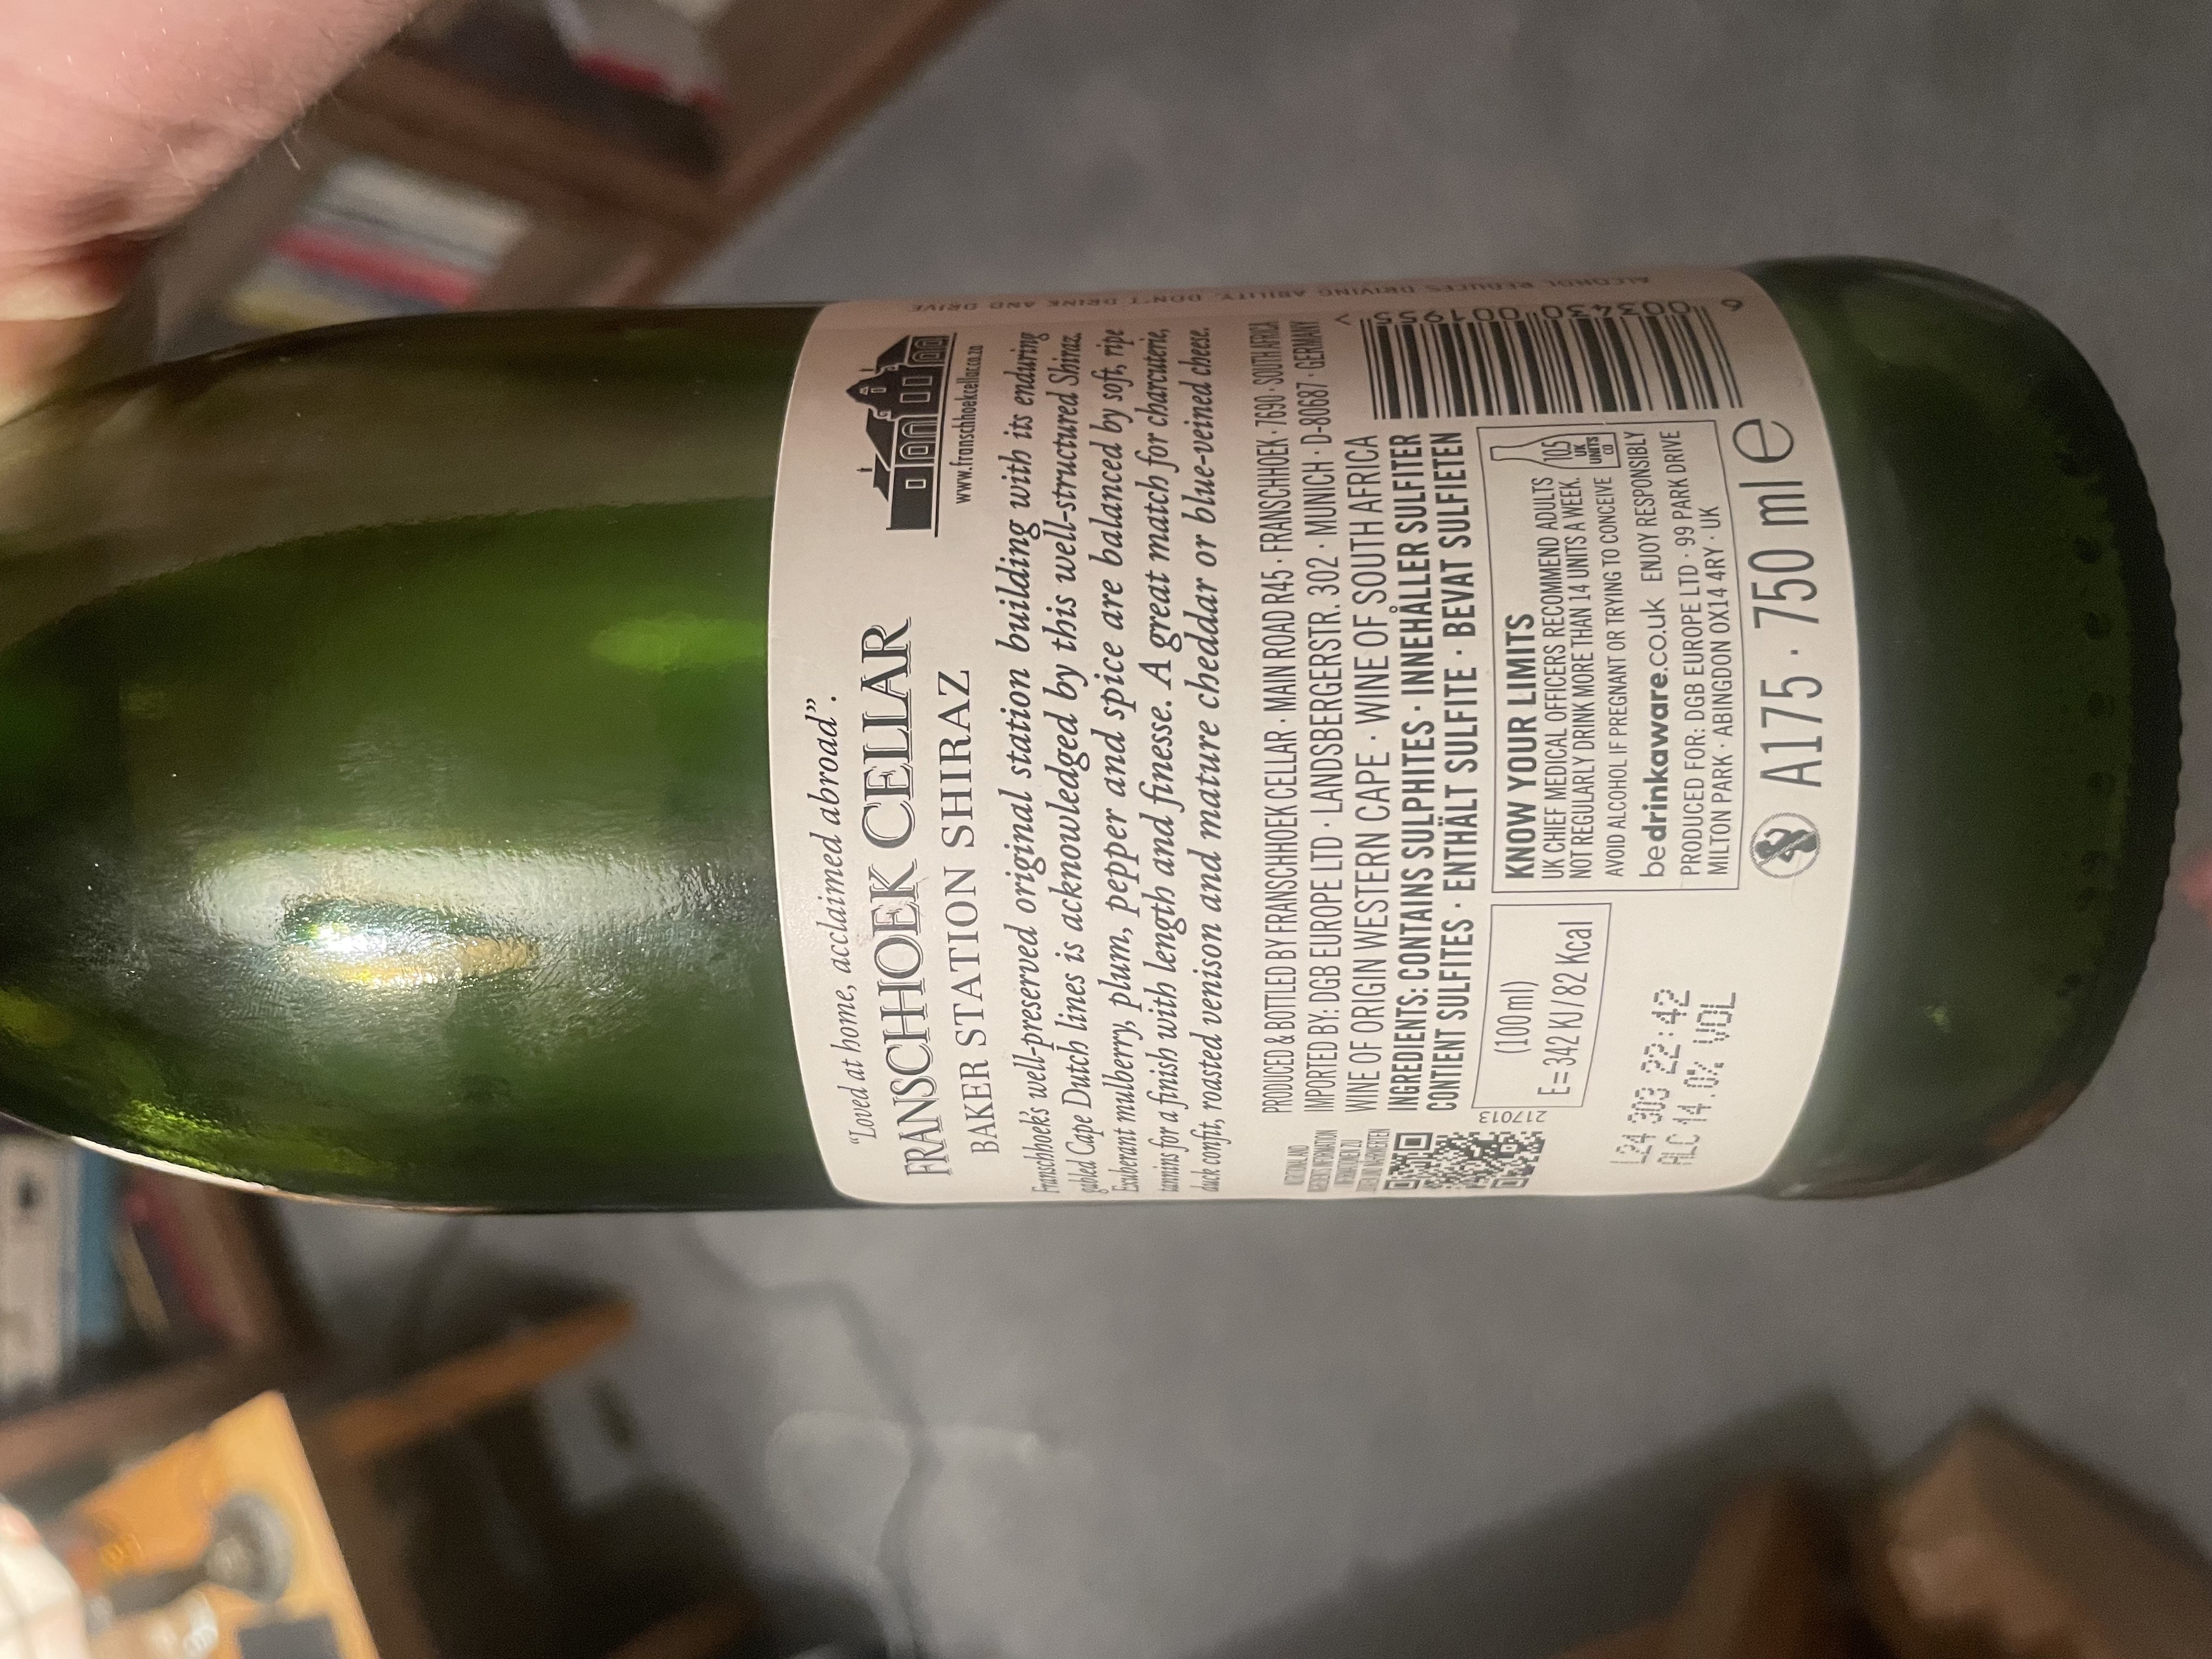 “Loved at home, acclaimed abroad”.
FRANSCHHOEK CELLAR
BAKER STATION SHIRAZ
www.franschhoekcellar.co.za
Franschhoek's well-preserved original station building with its enduring
gabled Cape Dutch lines is acknowledged by this well-structured Shiraz.
Exuberant mulberry, plum, pepper and spice are balanced by soft, ripe
tannins for a finish with length and finesse. A great match for charcuterie,
duck confit, roasted venison and mature cheddar or blue-veined cheese.
PRODUCED & BOTTLED BY FRANSCHHOEK CELLAR · MAIN ROAD R45 · FRANSCHHOEK · 7690 · SOUTH AFRICA
IMPORTED BY: DGB EUROPE LTD · LANDSBERGERSTR. 302 · MUNICH · D-80687 · GERMANY
WINE OF ORIGIN WESTERN CAPE · WINE OF SOUTH AFRICA
INGREDIENTS: CONTAINS SULPHITES · INNEHÅLLER SULFITER
CONTIENT SULFITES · ENTHÄLT SULFITE · BEVAT SULFIETEN
NUTRITIONAL AND
INGREDIENTS INFORMATION
INFORMATIONEN ZU
UND NÄHRWERTEN
217013
(100 ml)
E= 342 KJ / 82 Kcal
KNOW YOUR LIMITS
UK CHIEF MEDICAL OFFICERS RECOMMEND ADULTS
NOT REGULARLY DRINK MORE THAN 14 UNITS A WEEK.
AVOID ALCOHOL IF PREGNANT OR TRYING TO CONCEIVE
10.5
UK
UNITS
bedrinkaware.co.uk ENJOY RESPONSIBLY
PRODUCED FOR: DGB EUROPE LTD · 99 PARK DRIVE
MILTON PARK · ABINGDON OX14 4RY · UK
L24 303 22:42
ALC 14.0% VOL
A175 · 750 ml e
6 003430 001955 >
ALCOHOL REDUCES DRIVING ABILITY, DON'T DRINK AND DRIVE